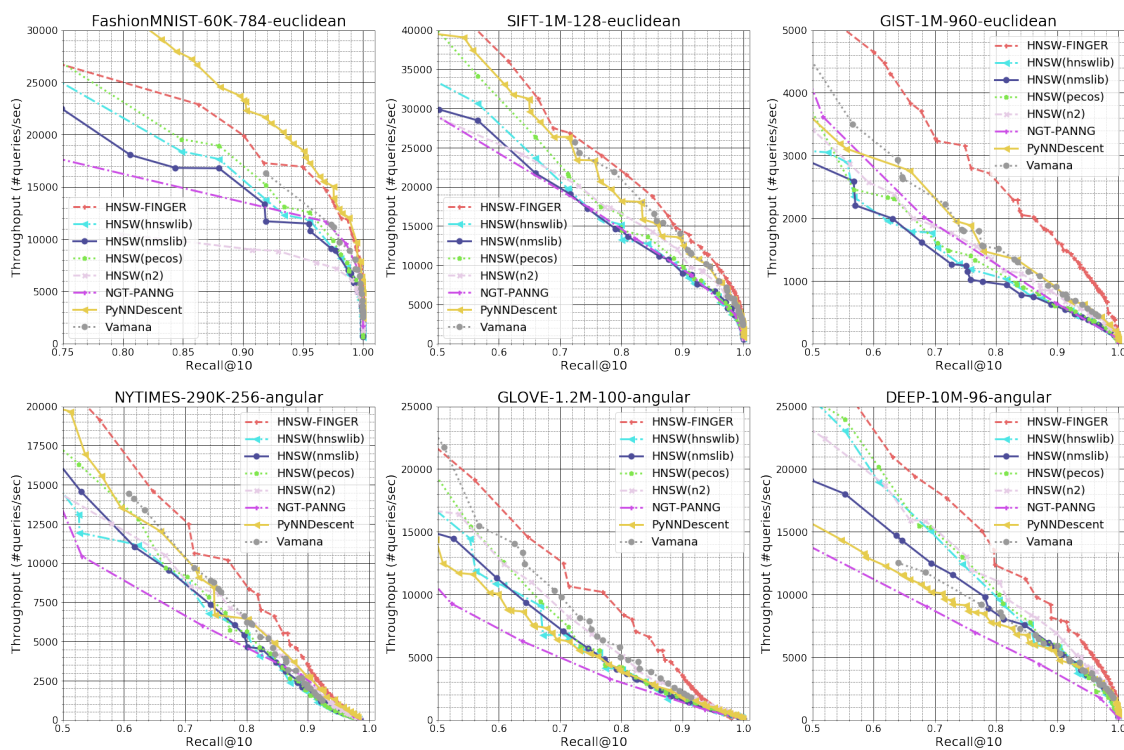 FashionMNIST-60K-784-euclidean
30000
25000
20000
15000
10000
5000
0
Throughoput (#queries/sec)
HNSW-FINGER
HNSW(hnswlib)
HNSW(nmslib)
HNSW(pecos)
HNSW(n2)
NGT-PANNG
PyNNDescent
Vamana
0.75 0.80 0.85 0.90 0.95 1.00
Recall@10
SIFT-1M-128-euclidean
40000
35000
30000
25000
20000
15000
10000
5000
0
Throughoput (#queries/sec)
HNSW-FINGER
HNSW(hnswlib)
HNSW(nmslib)
HNSW(pecos)
HNSW(n2)
NGT-PANNG
PyNNDescent
Vamana
0.5 0.6 0.7 0.8 0.9 1.0
Recall@10
GIST-1M-960-euclidean
5000
4000
3000
2000
1000
0
Throughoput (#queries/sec)
HNSW-FINGER
HNSW(hnswlib)
HNSW(nmslib)
HNSW(pecos)
HNSW(n2)
NGT-PANNG
PyNNDescent
Vamana
0.5 0.6 0.7 0.8 0.9 1.0
Recall@10
NYTIMES-290K-256-angular
20000
17500
15000
12500
10000
7500
5000
2500
0
Throughoput (#queries/sec)
HNSW-FINGER
HNSW(hnswlib)
HNSW(nmslib)
HNSW(pecos)
HNSW(n2)
NGT-PANNG
PyNNDescent
Vamana
0.5 0.6 0.7 0.8 0.9 1.0
Recall@10
GLOVE-1.2M-100-angular
25000
20000
15000
10000
5000
0
Throughoput (#queries/sec)
HNSW-FINGER
HNSW(hnswlib)
HNSW(nmslib)
HNSW(pecos)
HNSW(n2)
NGT-PANNG
PyNNDescent
Vamana
0.5 0.6 0.7 0.8 0.9 1.0
Recall@10
DEEP-10M-96-angular
25000
20000
15000
10000
5000
0
Throughoput (#queries/sec)
HNSW-FINGER
HNSW(hnswlib)
HNSW(nmslib)
HNSW(pecos)
HNSW(n2)
NGT-PANNG
PyNNDescent
Vamana
0.5 0.6 0.7 0.8 0.9 1.0
Recall@10